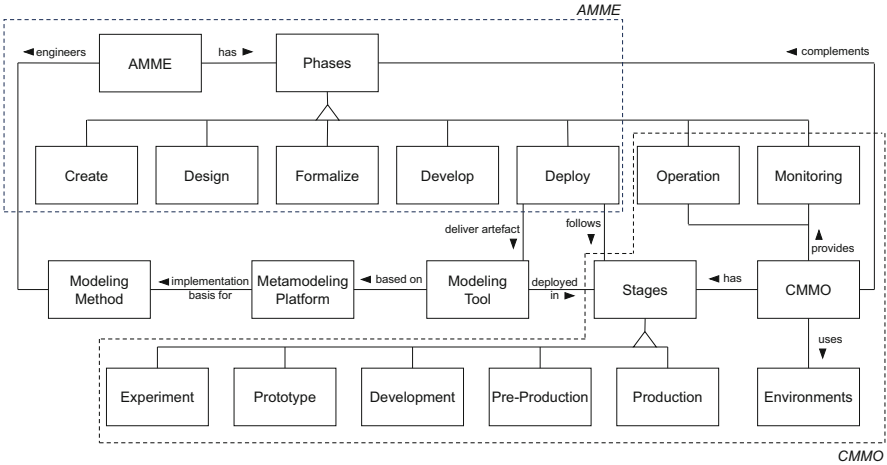 AMME
engineers
AMME
has
Phases
complements
Create
Design
Formalize
Develop
Deploy
Operation
Monitoring
deliver artefact
follows
provides
Modeling
Method
implementation
basis for
Metamodeling
Platform
based on
Modeling
Tool
deployed
in
Stages
has
CMMO
uses
Experiment
Prototype
Development
Pre-Production
Production
Environments
CMMO